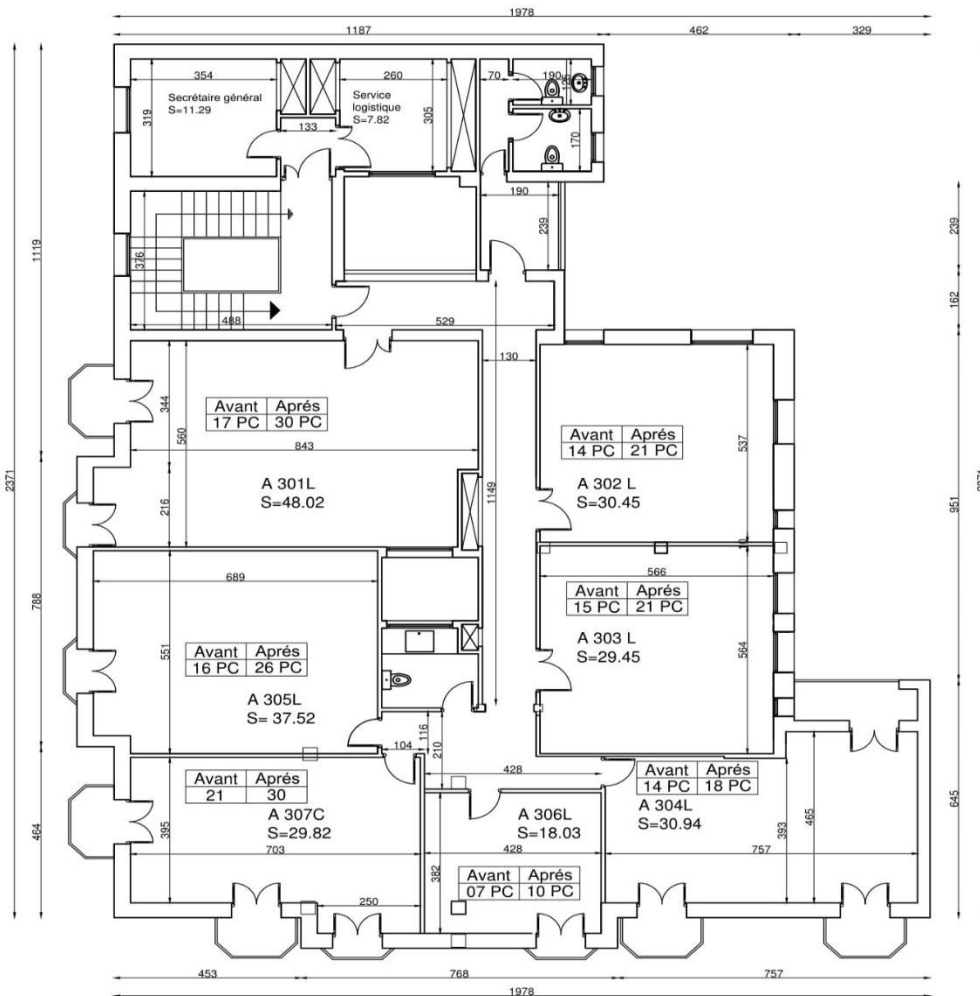 1978
1187 462 329
354
Secrétaire général
S=11.29
319
133
260
Service
logistique
S=7.82
305
70
190
125
170
190
239
376
488
529
130
1149
2371
1119
788
464
239
162
951
645
2371
344
560
216
Avant Aprés
17 PC 30 PC
843
A 301L
S=48.02
537
Avant Aprés
14 PC 21 PC
A 302 L
S=30.45
10
566
Avant Aprés
15 PC 21 PC
A 303 L
S=29.45
564
689
551
Avant Aprés
16 PC 26 PC
A 305L
S= 37.52
104
116
210
428
Avant Aprés
21 30
A 307C
S=29.82
395
703
250
A 306L
S=18.03
428
382
Avant Aprés
07 PC 10 PC
Avant Aprés
14 PC 18 PC
A 304L
S=30.94
393
465
757
453 768 757
1978